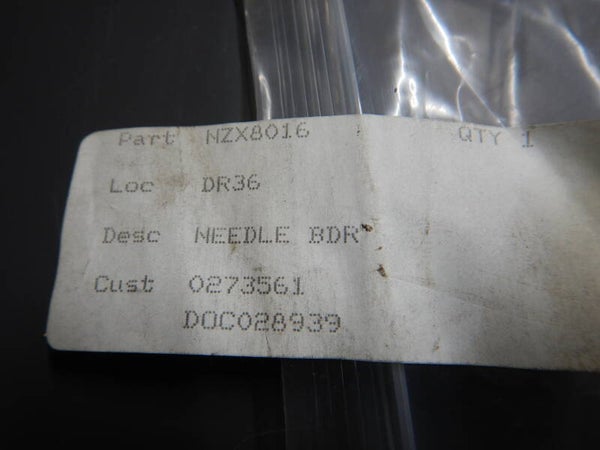 Part NZX8016 QTY 1
Loc DR36
Desc NEEDLE BDR
Cust 0273561
DOC028939